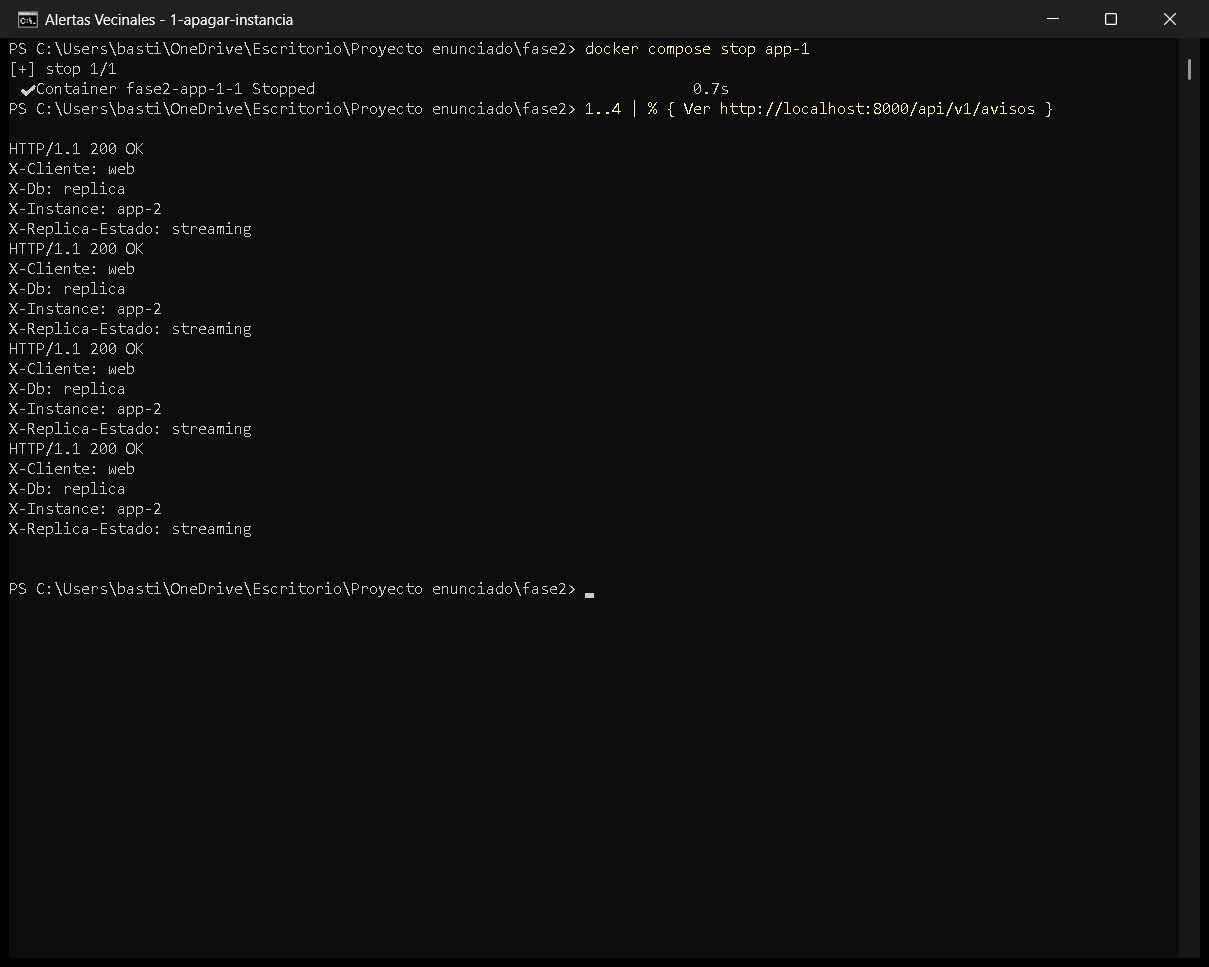 Alertas Vecinales - 1-apagar-instancia
PS C:\Users\basti\OneDrive\Escritorio\Proyecto enunciado\fase2> docker compose stop app-1
[+] stop 1/1
✔Container fase2-app-1-1 Stopped 0.7s
PS C:\Users\basti\OneDrive\Escritorio\Proyecto enunciado\fase2> 1..4 | % { Ver http://localhost:8000/api/v1/avisos }
HTTP/1.1 200 OK
X-Cliente: web
X-Db: replica
X-Instance: app-2
X-Replica-Estado: streaming
HTTP/1.1 200 OK
X-Cliente: web
X-Db: replica
X-Instance: app-2
X-Replica-Estado: streaming
HTTP/1.1 200 OK
X-Cliente: web
X-Db: replica
X-Instance: app-2
X-Replica-Estado: streaming
HTTP/1.1 200 OK
X-Cliente: web
X-Db: replica
X-Instance: app-2
X-Replica-Estado: streaming
PS C:\Users\basti\OneDrive\Escritorio\Proyecto enunciado\fase2>